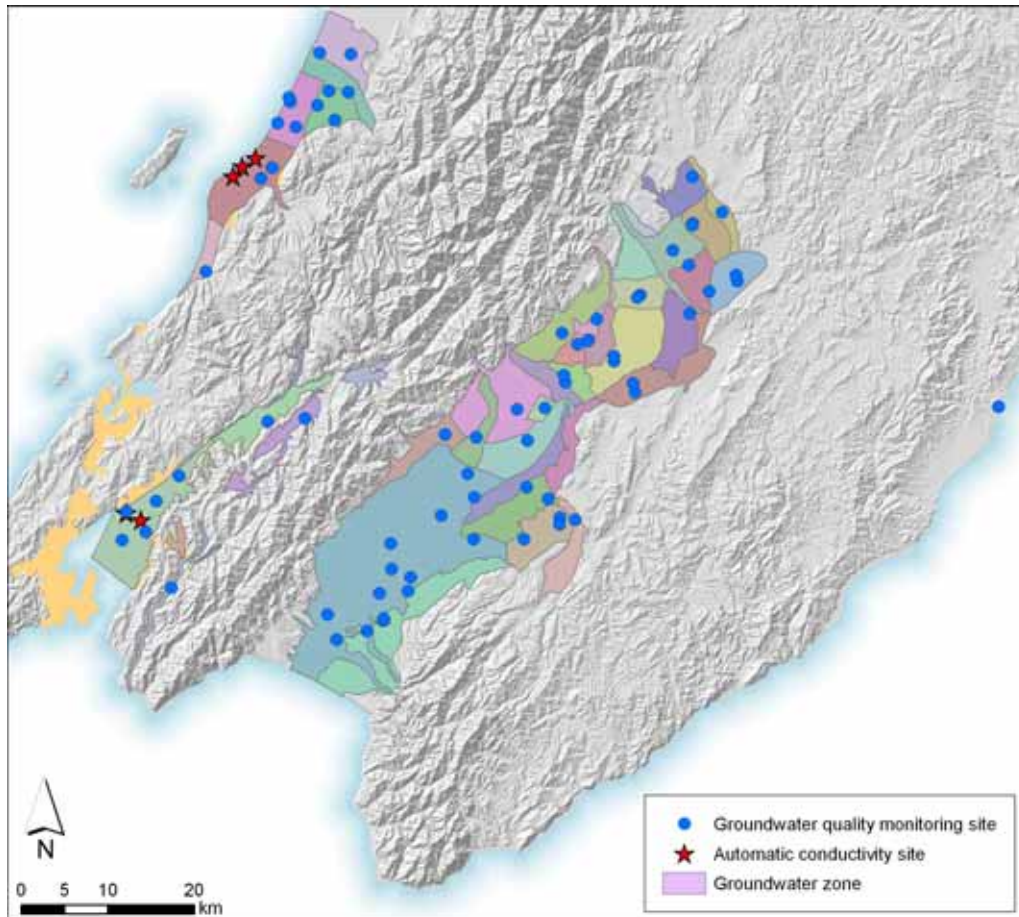 Groundwater quality monitoring site
Automatic conductivity site
Groundwater zone
N
0 5 10 20
km